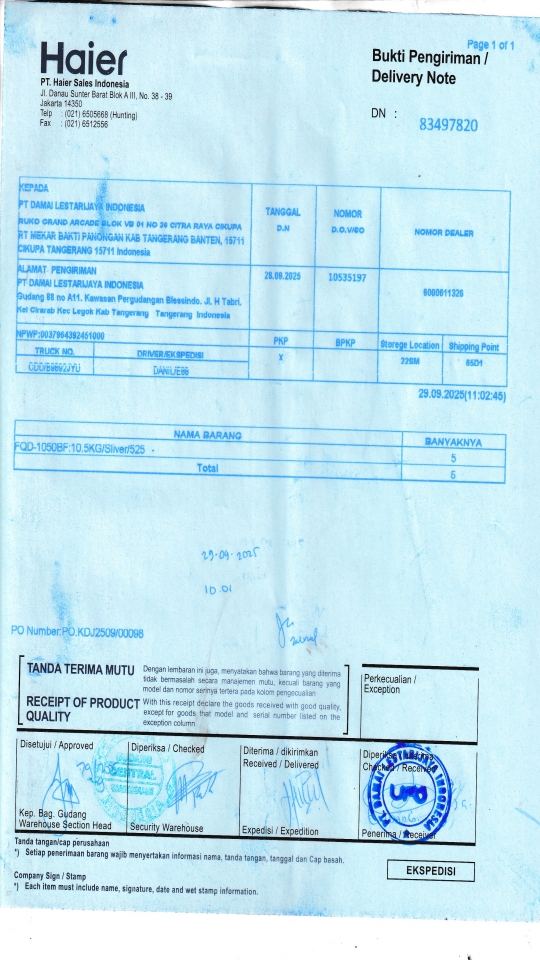 Page 1 of 1
Haier
PT. Haier Sales Indonesia
Jl. Danau Sunter Barat Blok A III, No. 38 - 39
Jakarta 14350
Telp : (021) 6505668 (Hunting)
Fax : (021) 6512556
Bukti Pengiriman /
Delivery Note
DN : 83497820
KEPADA
PT DAMAI LESTARIJAYA INDONESIA
RUKO GRAND ARCADE BLOK VB 01 NO 26 CITRA RAYA CIKUPA
RT MEKAR BAKTI PANONGAN KAB TANGERANG BANTEN, 15711
CIKUPA TANGERANG 15711 Indonesia
TANGGAL
D.N
NOMOR
D.O.V/SO
NOMOR DEALER
ALAMAT PENGIRIMAN
PT DAMAI LESTARIJAYA INDONESIA
Gudang 88 no A11. Kawasan Pergudangan Blessindo. Jl. H Tabri.
Kel Cirarab Kec Legok Kab Tangerang Tangerang Indonesia
28.09.2025
10535197
6000611326
NPWP:0037904392451000
PKP
BPKP
Storege Location
Shipping Point
TRUCK NO.
DRIVER/EKSPEDISI
X
22SM
85D1
29.09.2025(11:02:45)
NAMA BARANG
BANYAKNYA
FQD-1050BF:10.5KG/Sliver/525 -
5
Total
5
29-09-2025
10.01
PO Number:PO.KDJ2509/00098
TANDA TERIMA MUTU
Dengan lembaran ini juga, menyatakan bahwa barang yang diterima
tidak bermasalah secara manajemen mutu, kecuali barang yang
model dan nomor serinya tertera pada kolom pengecualian
RECEIPT OF PRODUCT
QUALITY
With this receipt declare the goods received with good quality,
except for goods that model and serial number listed on the
exception column
Perkecualian /
Exception
Disetujui / Approved
Diperiksa / Checked
Diterima / dikirimkan
Received / Delivered
PT. DAMAI LESTARIJAYA INDONESIA
Kep. Bag. Gudang
Warehouse Section Head
Security Warehouse
Expedisi / Expedition
Penerima / Receiver
Tanda tangan/cap perusahaan
*) Setiap penerimaan barang wajib menyertakan informasi nama, tanda tangan, tanggal dan Cap basah.
EKSPEDISI
Company Sign / Stamp
*) Each item must include name, signature, date and wet stamp information.